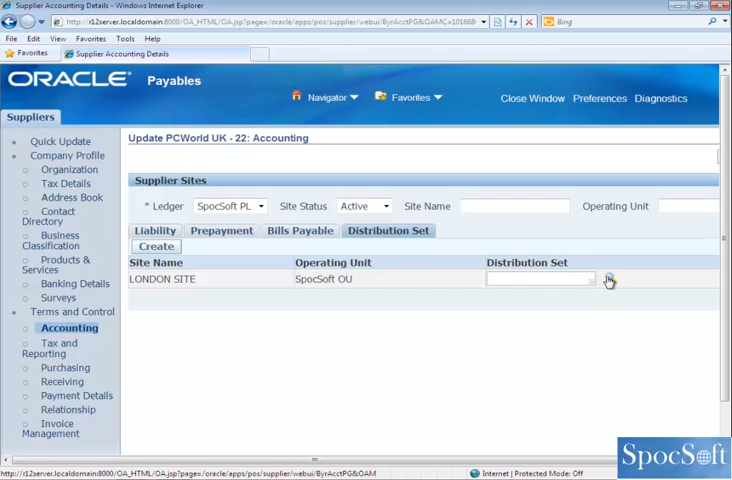 Supplier Accounting Details - Windows Internet Explorer
http://r12server.localdomain:8000/OA_HTML/OA.jsp?page=/oracle/apps/pos/supplier/webui/ByrAcctPG&OAMC=101668
Bing
File Edit View Favorites Tools Help
Favorites Supplier Accounting Details
ORACLE® Payables
Navigator Favorites Close Window Preferences Diagnostics
Suppliers
Quick Update
Company Profile
Organization
Tax Details
Address Book
Contact
Directory
Business
Classification
Products &
Services
Banking Details
Surveys
Terms and Control
Accounting
Tax and
Reporting
Purchasing
Receiving
Payment Details
Relationship
Invoice
Management
Update PCWorld UK - 22: Accounting
Supplier Sites
* Ledger SpocSoft PL Site Status Active Site Name Operating Unit
Liability Prepayment Bills Payable Distribution Set
Create
Site Name Operating Unit Distribution Set
LONDON SITE SpocSoft OU
http://r12server.localdomain:8000/OA_HTML/OA.jsp?page=/oracle/apps/pos/supplier/webui/ByrAcctPG&OAM
Internet | Protected Mode: Off
SpocSoft